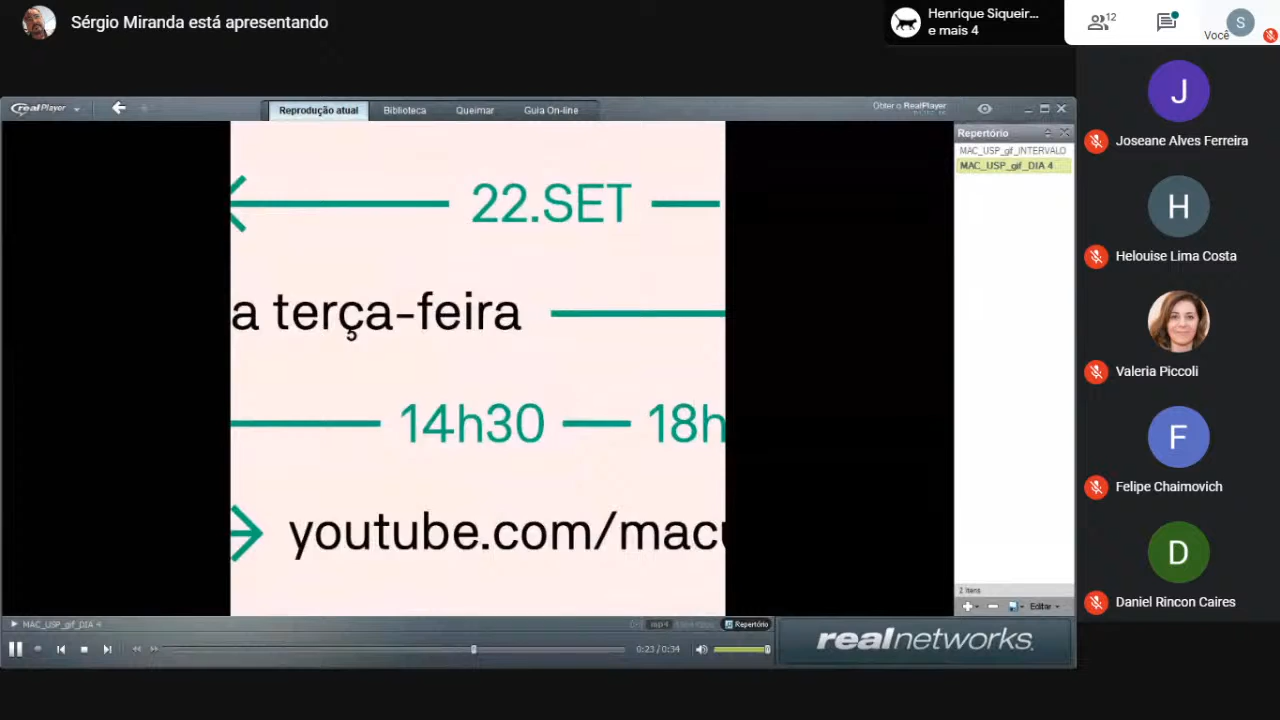 Sérgio Miranda está apresentando
Henrique Siqueir...
e mais 4
12
S
Você
realPlayer
Reprodução atual
Biblioteca
Queimar
Guia On-line
Obter o RealPlayer
Repertório
MAC_USP_gif_INTERVALO
MAC_USP_gif_DIA 4
22.SET
a terça-feira
14h30
18h
youtube.com/macu
J
Joseane Alves Ferreira
H
Helouise Lima Costa
Valeria Piccoli
F
Felipe Chaimovich
D
Daniel Rincon Caires
2 itens
Editar
MAC_USP_gif_DIA 4
mp4
Repertório
0:23 / 0:34
realnetworks.